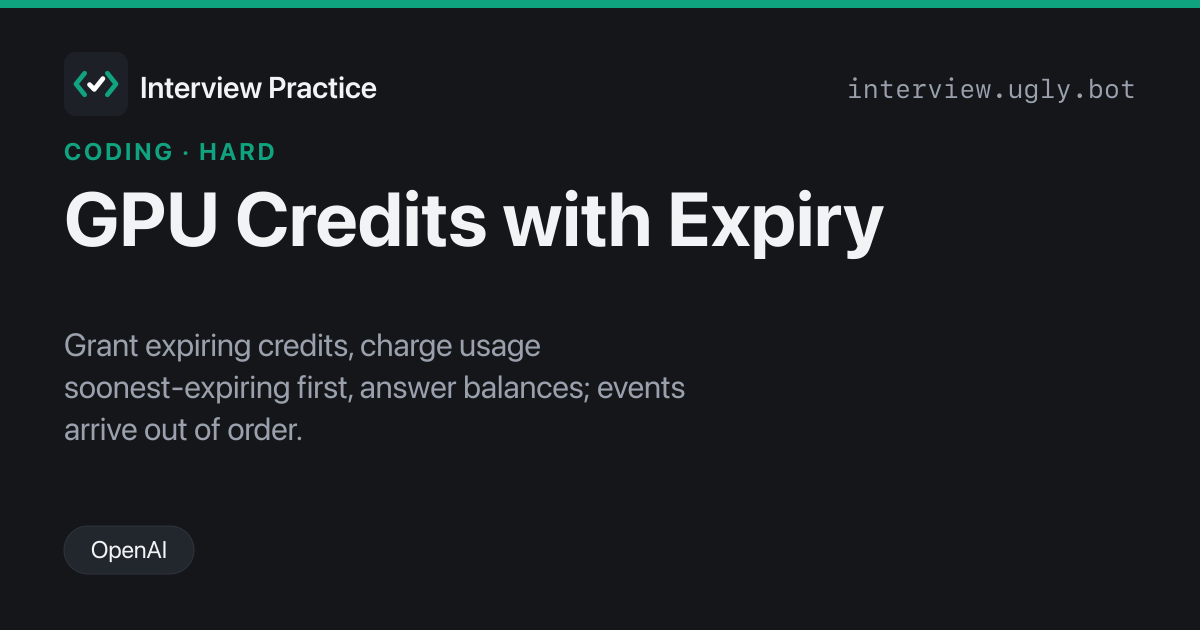 Interview Practice
interview.ugly.bot
CODING · HARD
GPU Credits with Expiry
Grant expiring credits, charge usage
soonest-expiring first, answer balances; events
arrive out of order.
OpenAI